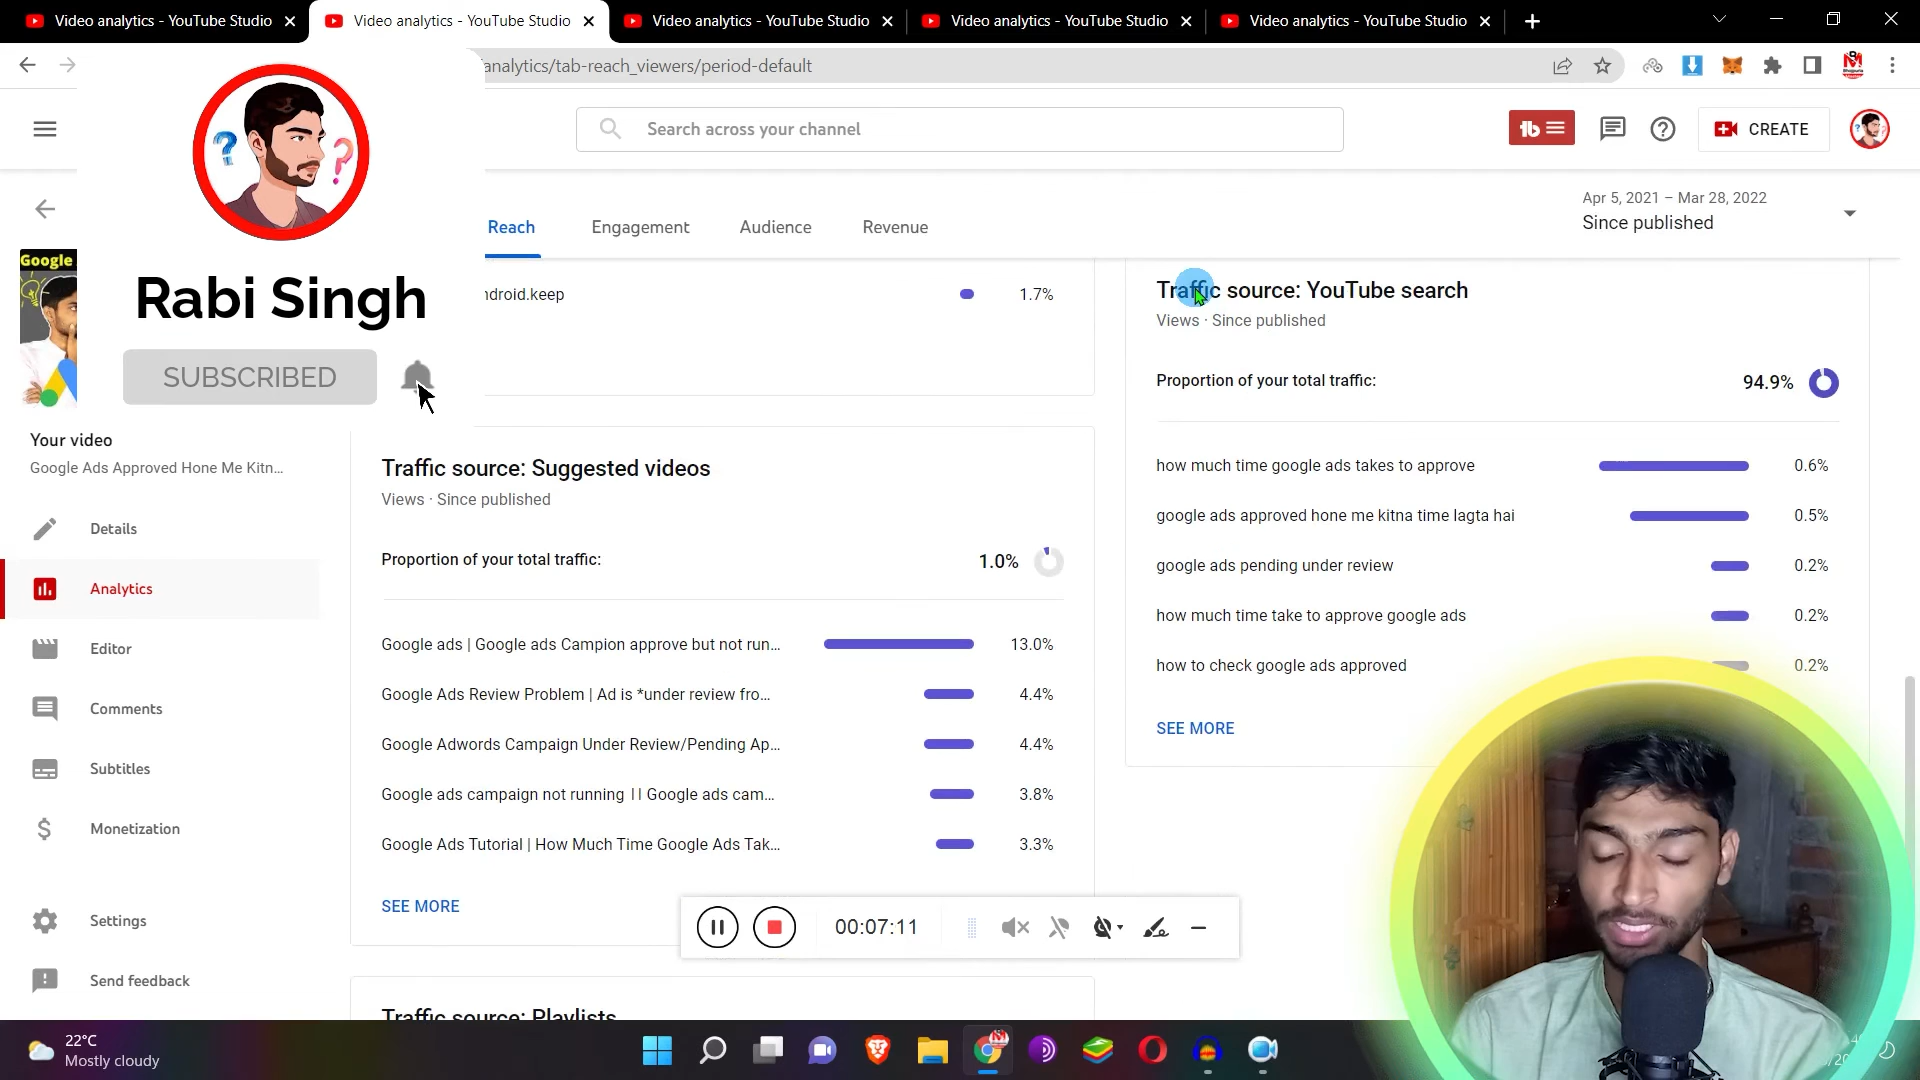 Video analytics - YouTube Studio
Video analytics - YouTube Studio
Video analytics - YouTube Studio
Video analytics - YouTube Studio
Video analytics - YouTube Studio
analytics/tab-reach_viewers/period-default
Search across your channel
CREATE
Apr 5, 2021 – Mar 28, 2022
Since published
Reach
Engagement
Audience
Revenue
Google
Rabi Singh
SUBSCRIBED
Your video
Google Ads Approved Hone Me Kitn...
Details
Analytics
Editor
Comments
Subtitles
Monetization
Settings
Send feedback
ndroid.keep
1.7%
Traffic source: Suggested videos
Views · Since published
Proportion of your total traffic:
1.0%
Google ads | Google ads Campion approve but not run...
13.0%
Google Ads Review Problem | Ad is *under review fro...
4.4%
Google Adwords Campaign Under Review/Pending Ap...
4.4%
Google ads campaign not running II Google ads cam...
3.8%
Google Ads Tutorial | How Much Time Google Ads Tak...
3.3%
SEE MORE
Traffic source: Playlists
Traffic source: YouTube search
Views · Since published
Proportion of your total traffic:
94.9%
how much time google ads takes to approve
0.6%
google ads approved hone me kitna time lagta hai
0.5%
google ads pending under review
0.2%
how much time take to approve google ads
0.2%
how to check google ads approved
0.2%
SEE MORE
00:07:11
22°C
Mostly cloudy